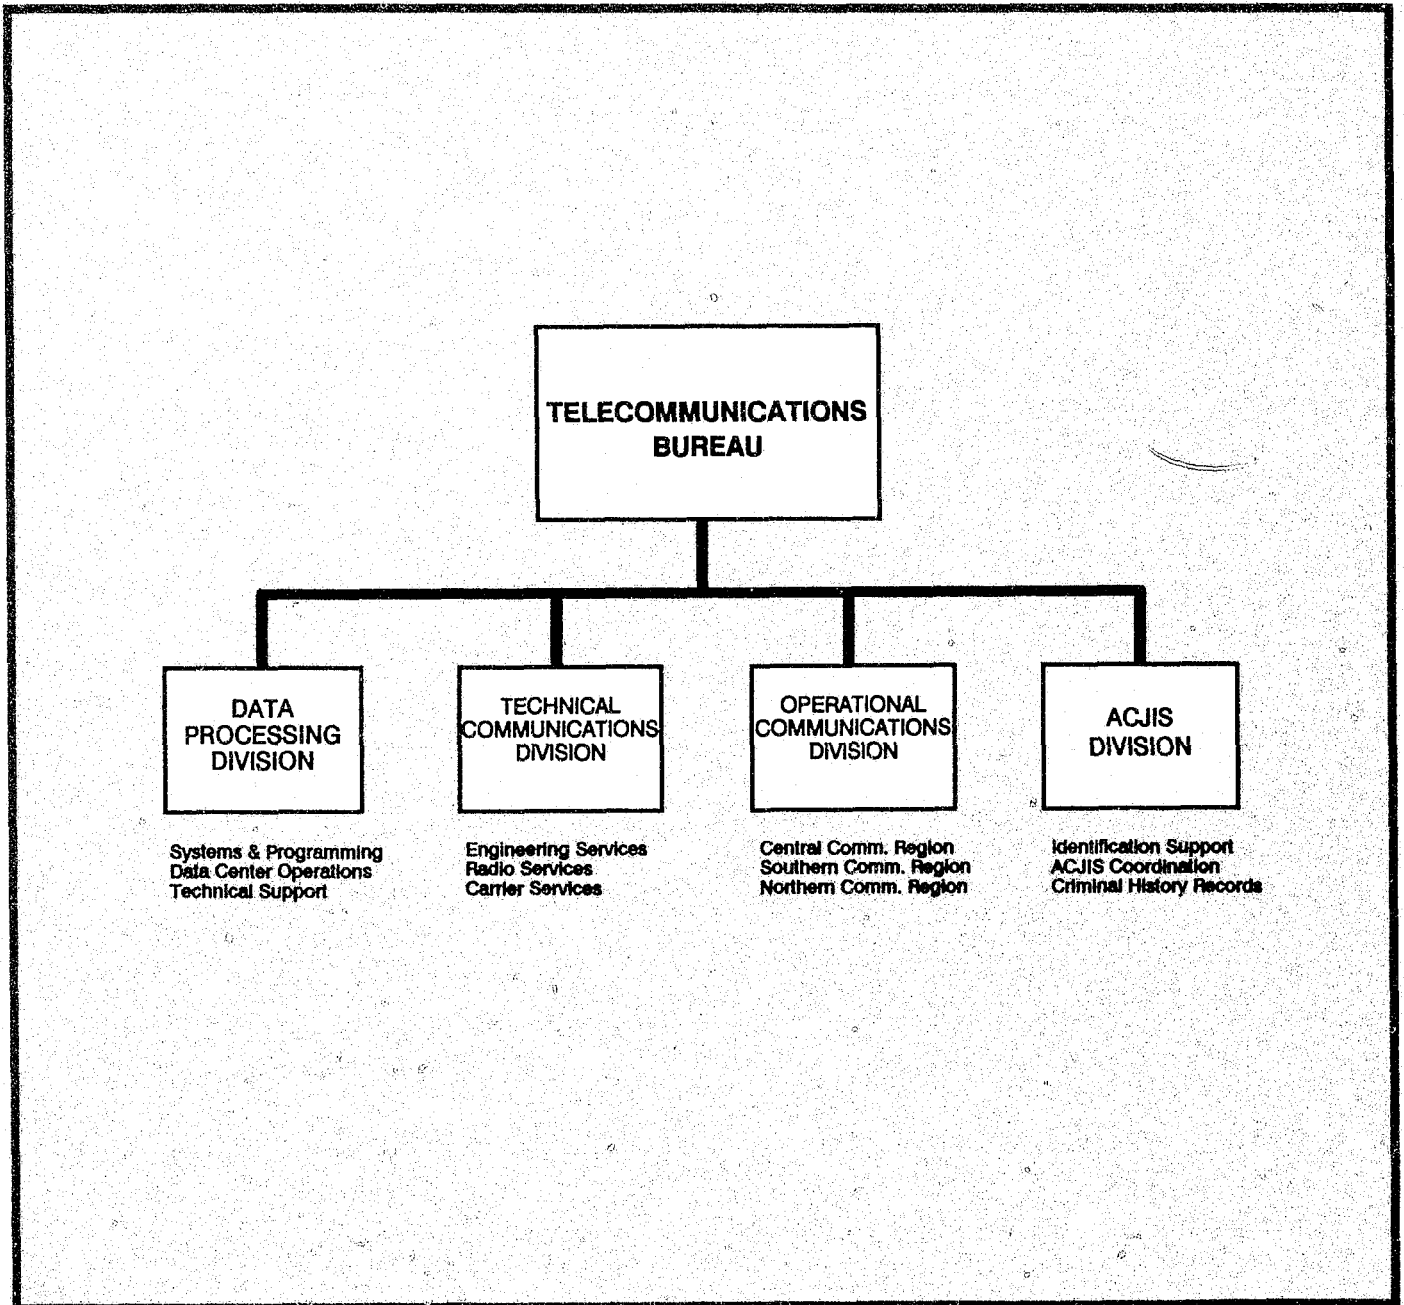 TELECOMMUNICATIONS
BUREAU
DATA
PROCESSING
DIVISION
Systems & Programming
Data Center Operations
Technical Support
TECHNICAL
COMMUNICATIONS
DIVISION
Engineering Services
Radio Services
Carrier Services
OPERATIONAL
COMMUNICATIONS
DIVISION
Central Comm. Region
Southern Comm. Region
Northern Comm. Region
ACJIS
DIVISION
Identification Support
ACJIS Coordination
Criminal History Records